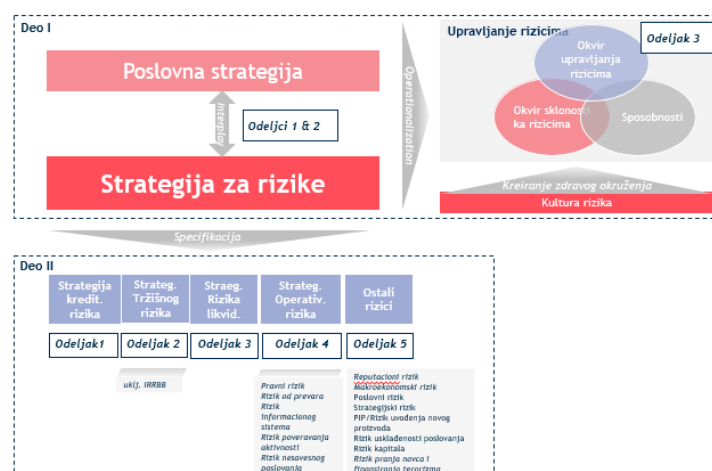 Deo I
Poslovna strategija
Interplay
Odeljci 1 & 2
Strategija za rizike
Operationalization
Upravljanje rizicima
Odeljak 3
Okvir
upravljanja
rizicima
Okvir sklonosti
ka rizicima
Sposobnosti
Kreiranje zdravog okruženja
Kultura rizika
Specifikacija
Deo II
Strategija
kredit.
rizika
Strateg.
Tržišnog
rizika
Straeg.
Rizika
likvid.
Strateg.
Operativ.
rizika
Ostali
rizici
Odeljak1
Odeljak 2
Odeljak 3
Odeljak 4
Odeljak 5
uklj. IRRBB
Pravni rizik
Rizik od prevara
Rizik
informacionog
sistema
Rizik poveravanja
aktivnosti
Rizik nesavesnog
poslovanja
Reputacioni rizik
Makroekonomski rizik
Poslovni rizik
Strategijski rizik
PIP/Rizik uvođenja novog
proizvoda
Rizik usklađenosti poslovanja
Rizik kapitala
Rizik pranja novca i
finansiranja terorizma